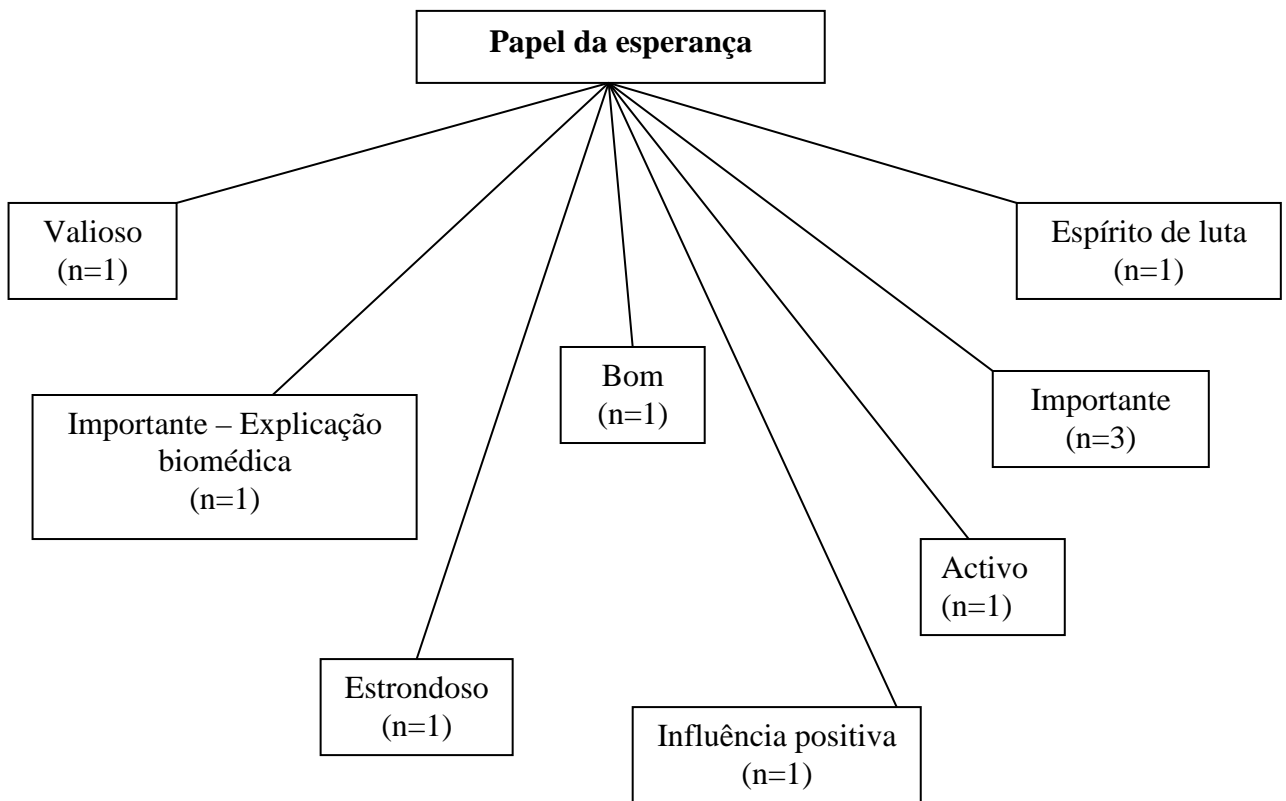 Papel da esperança
Valioso
(n=1)
Espírito de luta
(n=1)
Bom
(n=1)
Importante
(n=3)
Importante – Explicação
biomédica
(n=1)
Activo
(n=1)
Estrondoso
(n=1)
Influência positiva
(n=1)